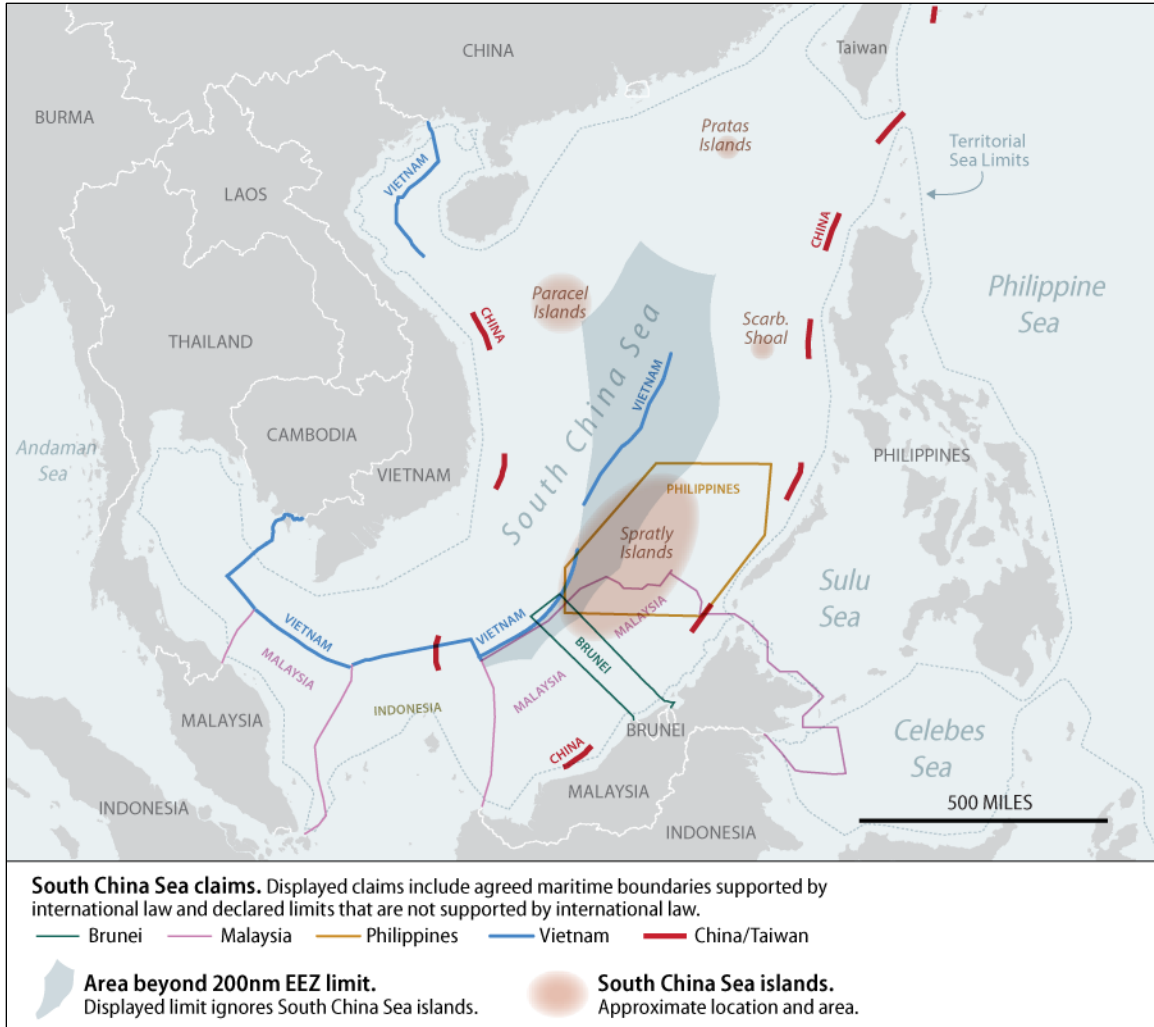 CHINA
Taiwan
BURMA
Pratas
Islands
Territorial
Sea Limits
VIETNAM
LAOS
CHINA
Philippine
Sea
Paracel
Islands
CHINA
Scarb.
Shoal
THAILAND
South China Sea
VIETNAM
CAMBODIA
Andaman
Sea
VIETNAM
PHILIPPINES
PHILIPPINES
Spratly
Islands
Sulu
Sea
VIETNAM
VIETNAM
MALAYSIA
MALAYSIA
BRUNEI
MALAYSIA
INDONESIA
MALAYSIA
BRUNEI
CHINA
Celebes
Sea
MALAYSIA
INDONESIA
INDONESIA
500 MILES
South China Sea claims. Displayed claims include agreed maritime boundaries supported by
international law and declared limits that are not supported by international law.
Brunei Malaysia Philippines Vietnam China/Taiwan
Area beyond 200nm EEZ limit.
Displayed limit ignores South China Sea islands.
South China Sea islands.
Approximate location and area.